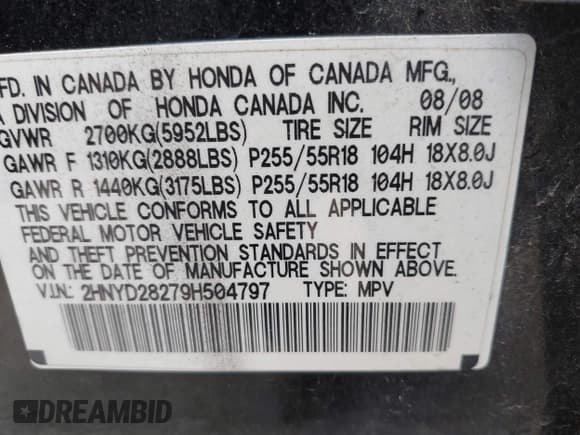 FD. IN CANADA BY HONDA OF CANADA MFG.,
A DIVISION OF HONDA CANADA INC. 08/08
GVWR 2700KG(5952LBS) TIRE SIZE RIM SIZE
GAWR F 1310KG(2888LBS) P255/55R18 104H 18X8.0J
GAWR R 1440KG(3175LBS) P255/55R18 104H 18X8.0J
THIS VEHICLE CONFORMS TO ALL APPLICABLE
FEDERAL MOTOR VEHICLE SAFETY
AND THEFT PREVENTION STANDARDS IN EFFECT
ON THE DATE OF MANUFACTURE SHOWN ABOVE.
V.I.N.: 2HNYD28279H504797 TYPE: MPV
DREAMBID